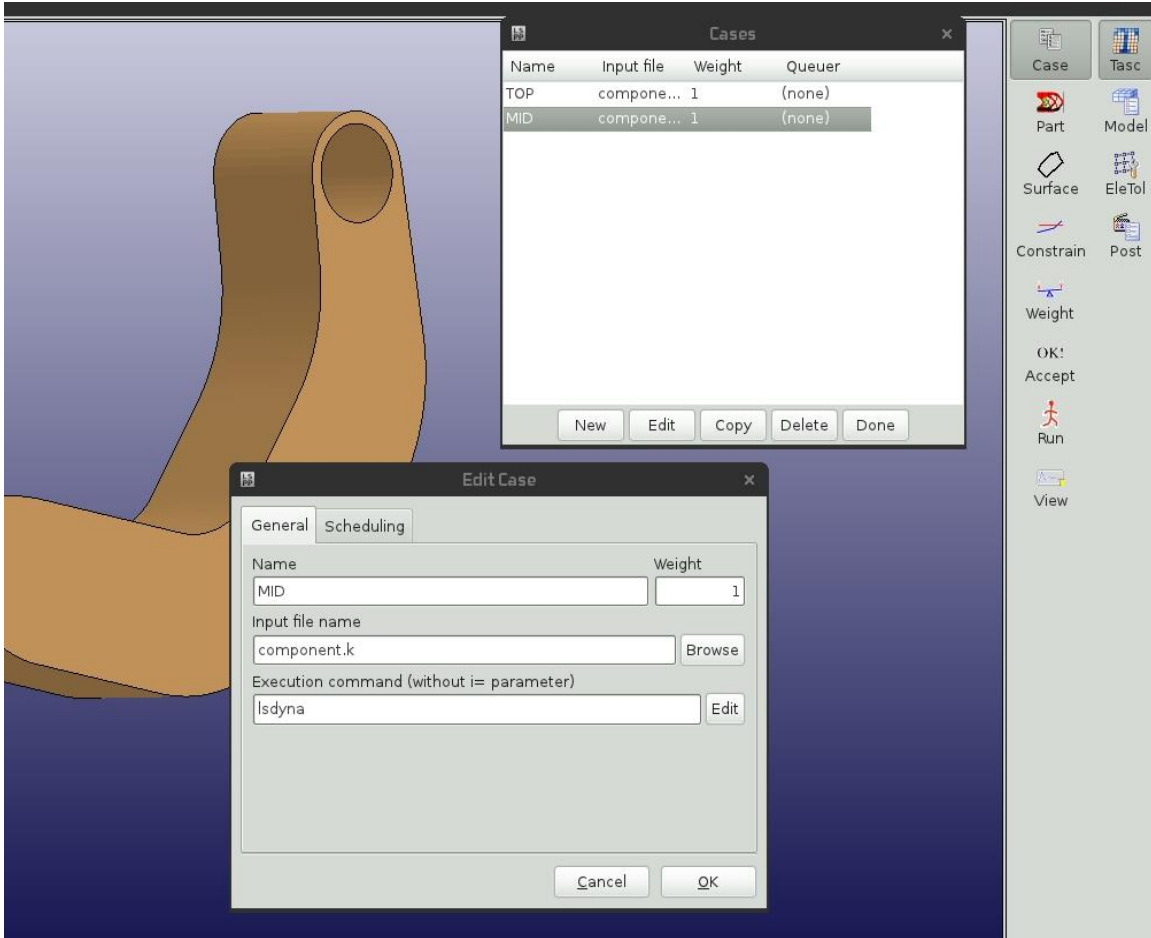 Cases
Name Input file Weight Queuer
TOP compone... 1 (none)
MID compone... 1 (none)
New Edit Copy Delete Done
Edit Case
General Scheduling
Name Weight
MID 1
Input file name
component.k Browse
Execution command (without i= parameter)
lsdyna Edit
Cancel OK
Case Tasc
Part Model
Surface EleTol
Constrain Post
Weight
OK!
Accept
Run
View